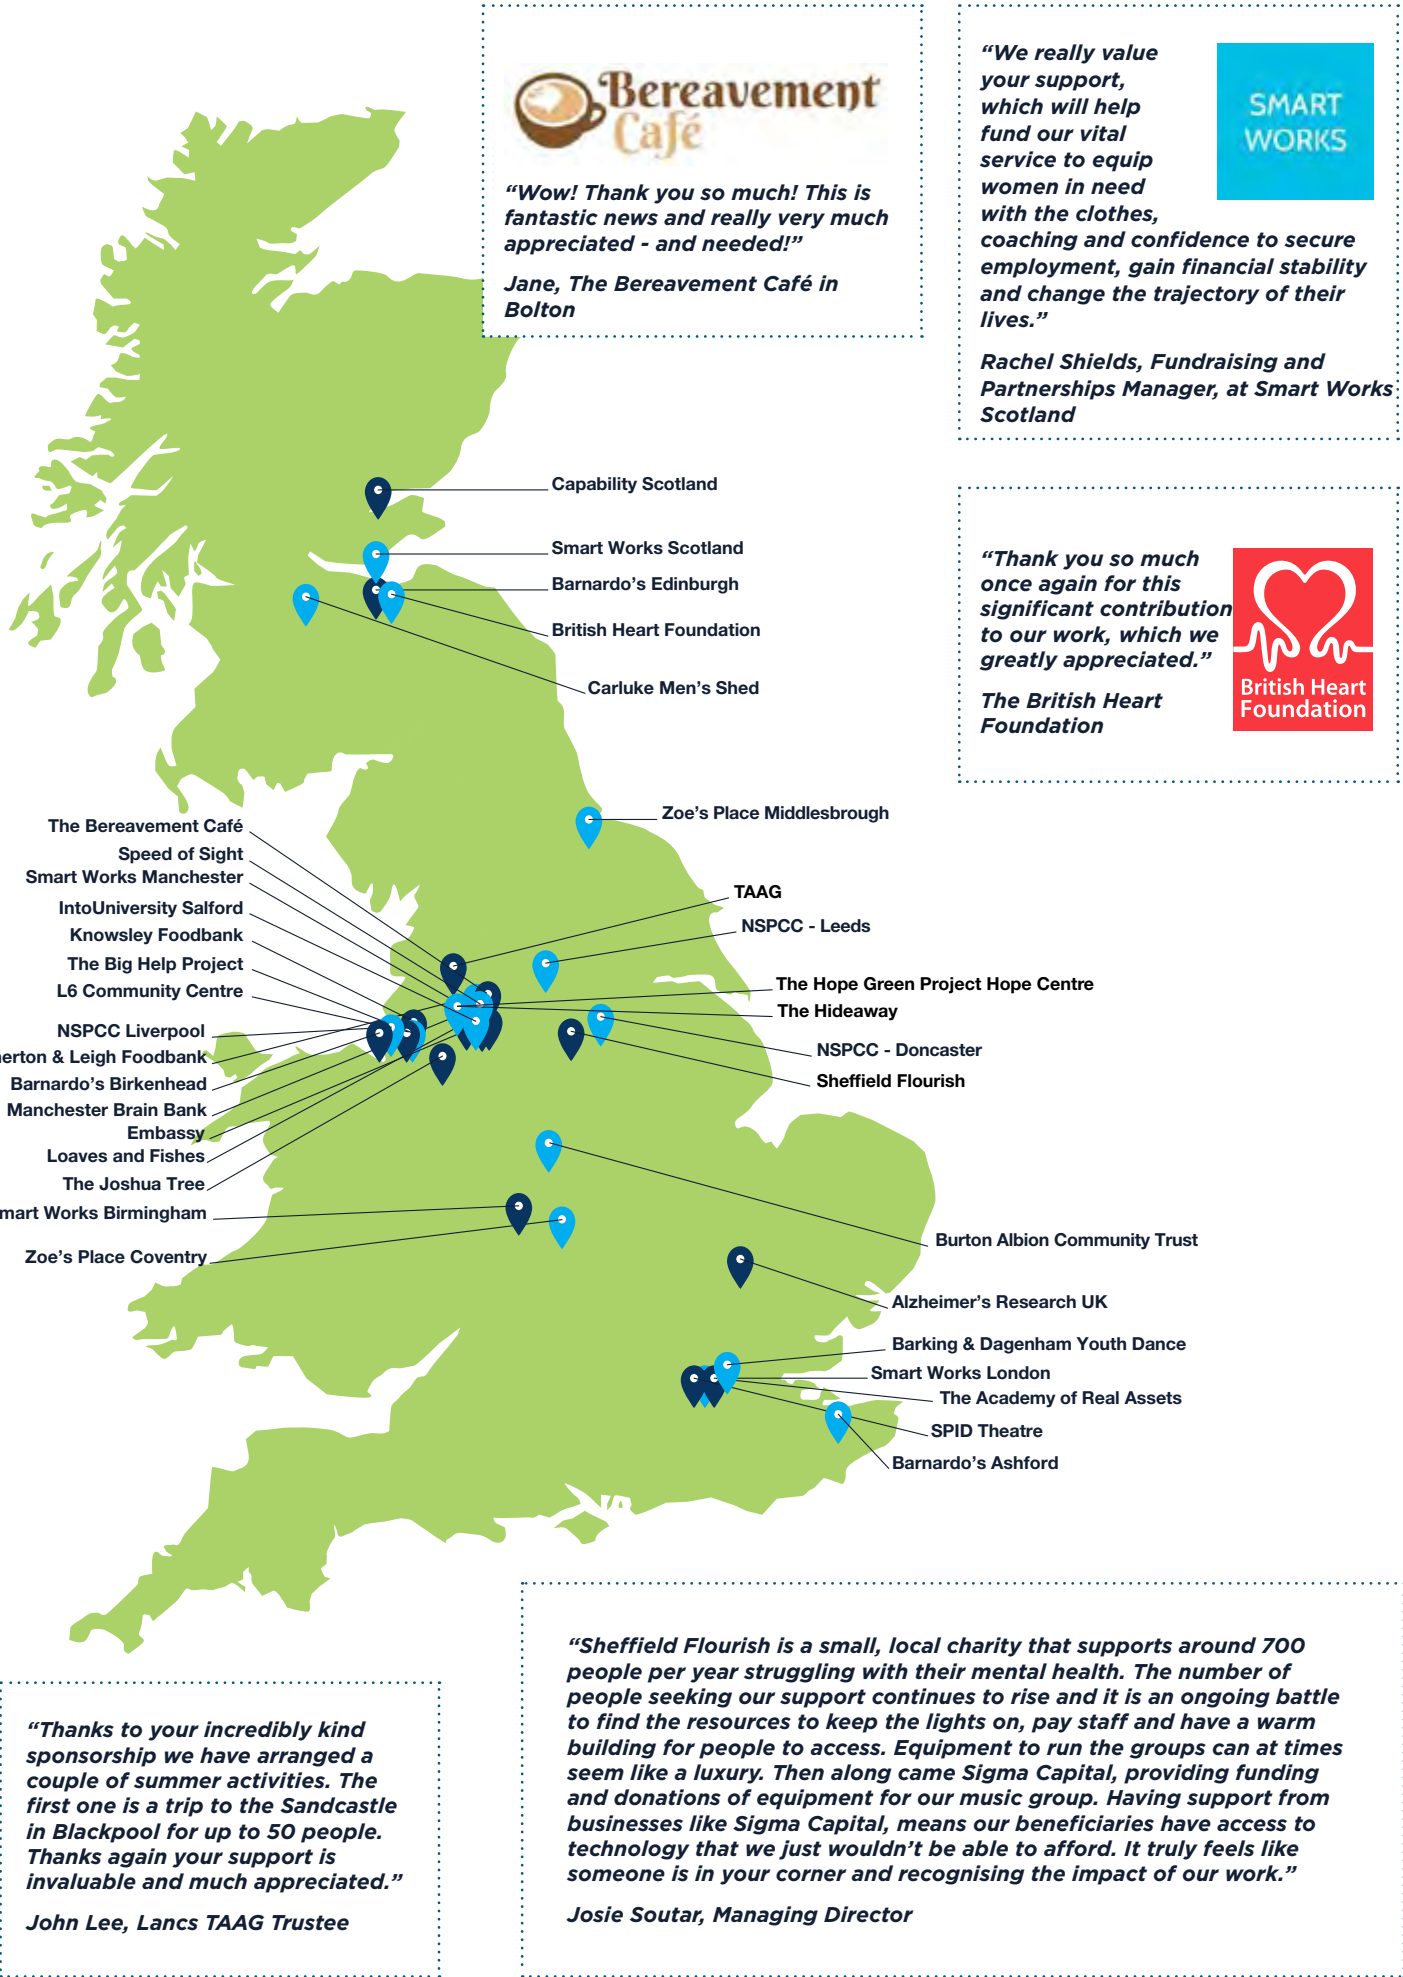 Bereavement
Café
“Wow! Thank you so much! This is
fantastic news and really very much
appreciated - and needed!”
Jane, The Bereavement Café in
Bolton
“We really value
your support,
which will help
fund our vital
service to equip
women in need
with the clothes,
coaching and confidence to secure
employment, gain financial stability
and change the trajectory of their
lives.”
Rachel Shields, Fundraising and
Partnerships Manager, at Smart Works
Scotland
SMART
WORKS
“Thank you so much
once again for this
significant contribution
to our work, which we
greatly appreciated.”
The British Heart
Foundation
British Heart
Foundation
Capability Scotland
Smart Works Scotland
Barnardo’s Edinburgh
British Heart Foundation
Carluke Men’s Shed
Zoe’s Place Middlesbrough
The Bereavement Café
Speed of Sight
Smart Works Manchester
IntoUniversity Salford
Knowsley Foodbank
The Big Help Project
L6 Community Centre
NSPCC Liverpool
erton & Leigh Foodbank
Barnardo’s Birkenhead
Manchester Brain Bank
Embassy
Loaves and Fishes
The Joshua Tree
mart Works Birmingham
Zoe’s Place Coventry
TAAG
NSPCC - Leeds
The Hope Green Project Hope Centre
The Hideaway
NSPCC - Doncaster
Sheffield Flourish
Burton Albion Community Trust
Alzheimer’s Research UK
Barking & Dagenham Youth Dance
Smart Works London
The Academy of Real Assets
SPID Theatre
Barnardo’s Ashford
“Thanks to your incredibly kind
sponsorship we have arranged a
couple of summer activities. The
first one is a trip to the Sandcastle
in Blackpool for up to 50 people.
Thanks again your support is
invaluable and much appreciated.”
John Lee, Lancs TAAG Trustee
“Sheffield Flourish is a small, local charity that supports around 700
people per year struggling with their mental health. The number of
people seeking our support continues to rise and it is an ongoing battle
to find the resources to keep the lights on, pay staff and have a warm
building for people to access. Equipment to run the groups can at times
seem like a luxury. Then along came Sigma Capital, providing funding
and donations of equipment for our music group. Having support from
businesses like Sigma Capital, means our beneficiaries have access to
technology that we just wouldn’t be able to afford. It truly feels like
someone is in your corner and recognising the impact of our work.”
Josie Soutar, Managing Director